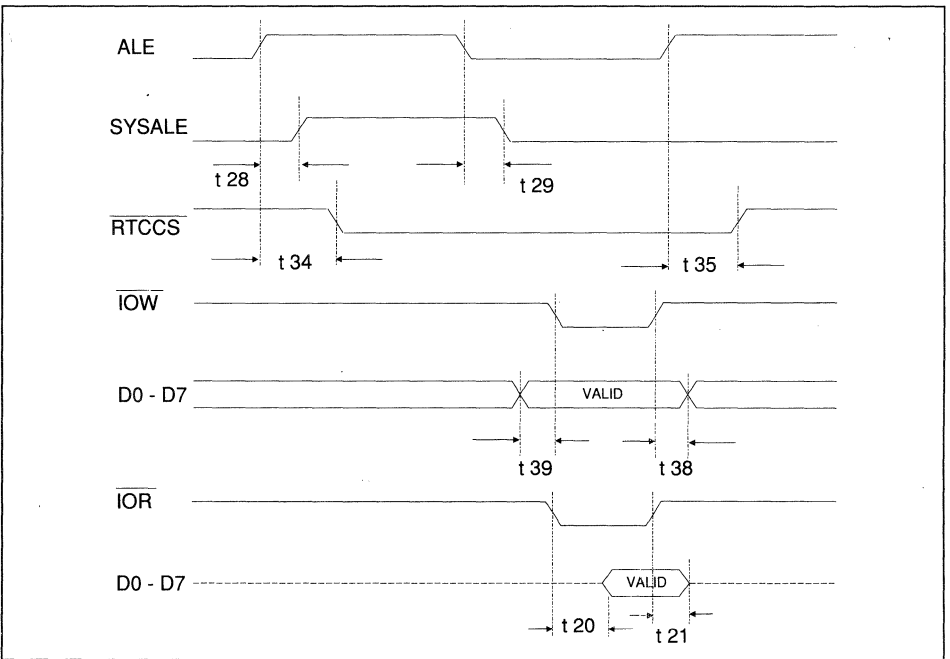 ALE
SYSALE
t 28
t 29
RTCCS
t 34
t 35
IOW
D0 - D7
VALID
t 39
t 38
IOR
D0 - D7
VALID
t 20
t 21